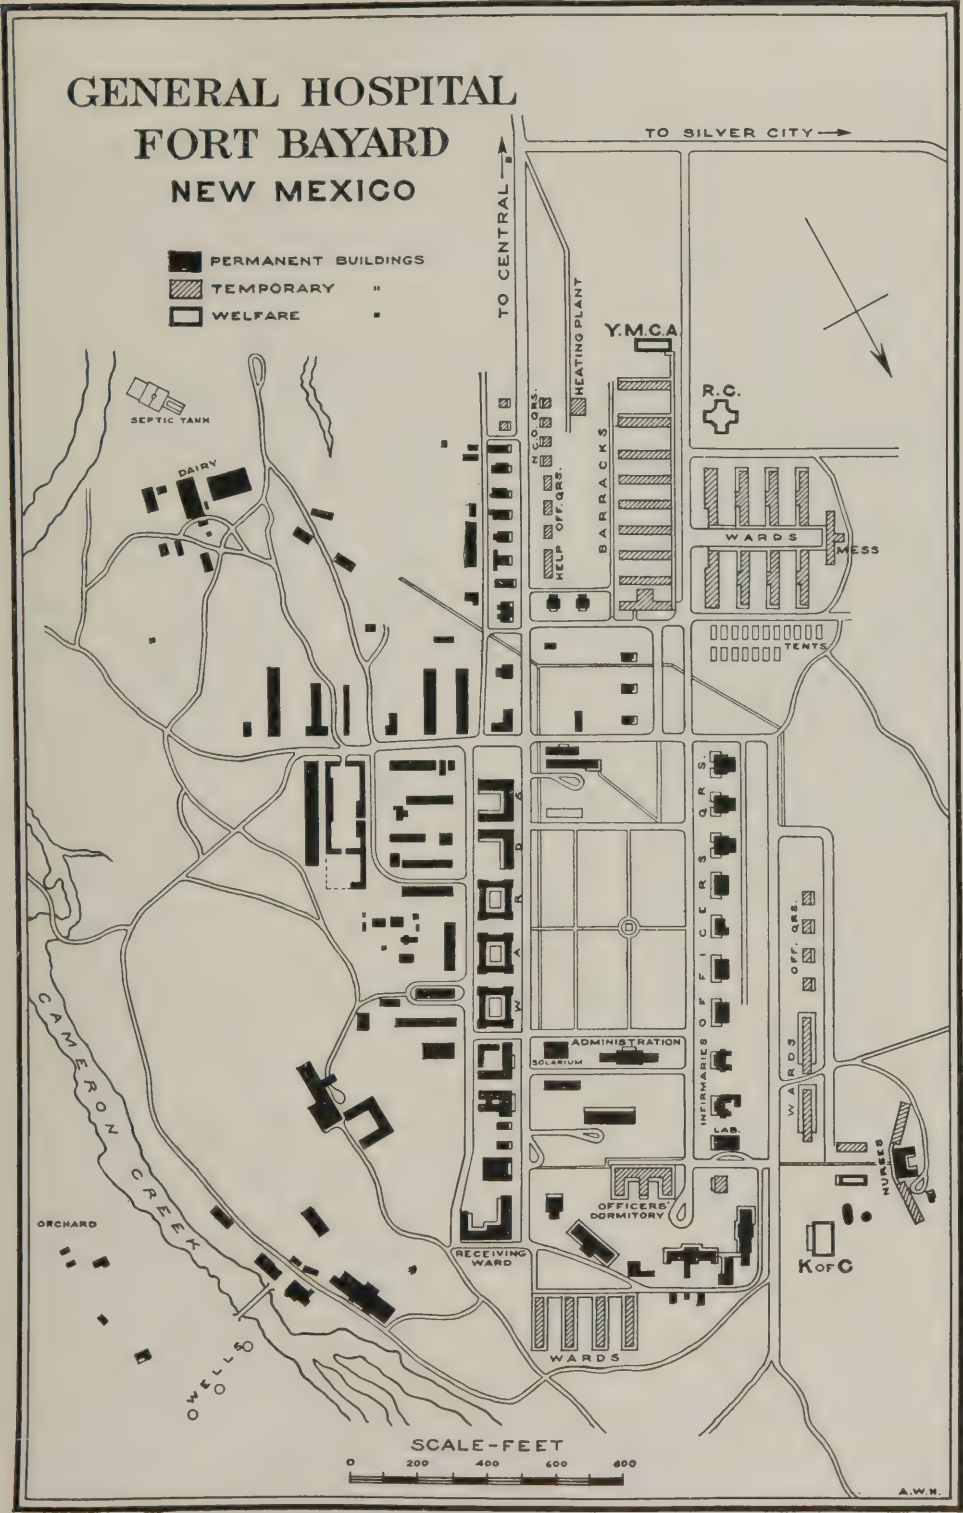 GENERAL HOSPITAL
FORT BAYARD
NEW MEXICO
TO SILVER CITY
TO CENTRAL
PERMANENT BUILDINGS
TEMPORARY "
WELFARE "
HEATING PLANT
Y.M.C.A
R.C.
SEPTIC TANK
DAIRY
N.C.O. QRS.
HELP OFF. QRS.
BARRACKS
WARDS
MESS
TENTS
WARDS
OFFICERS QRS.
OFF. QRS.
WARDS
CAMERON CREEK
ADMINISTRATION
SOLARIUM
INFIRMARIES
LAB.
NURSES
OFFICERS'
DORMITORY
ORCHARD
RECEIVING
WARD
K OF C
WARDS
WELLS
SCALE-FEET
0 200 400 600 800
A.W.N.